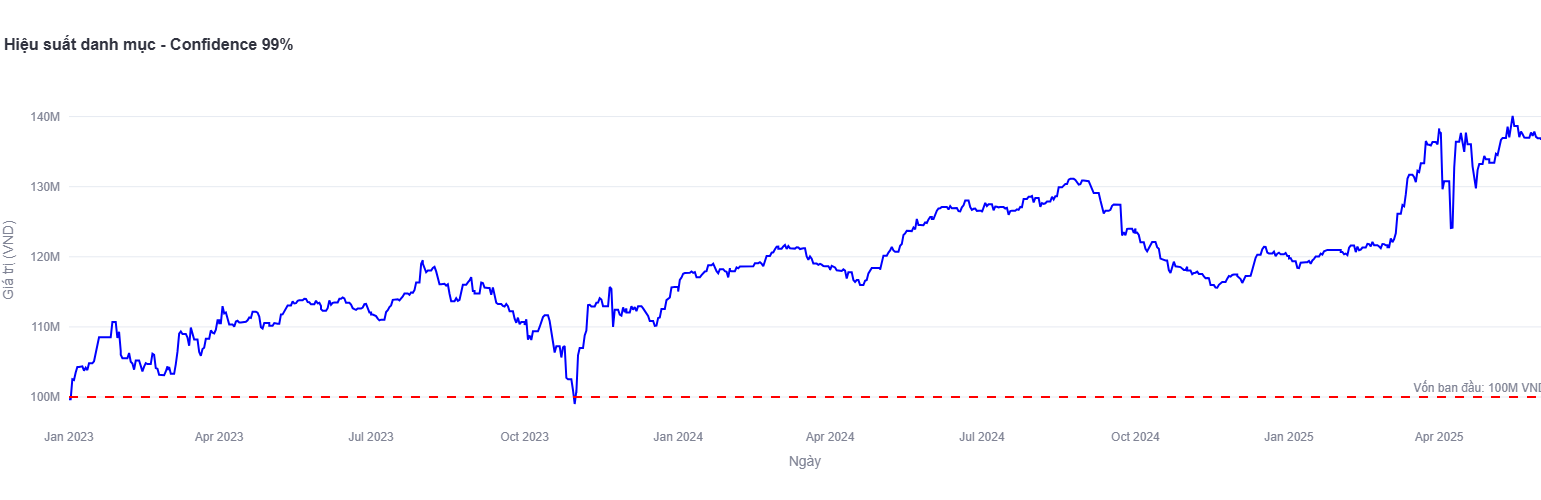 Hiệu suất danh mục - Confidence 99%
140M
130M
120M
110M
100M
Giá trị (VND)
Vốn ban đầu: 100M VND
Jan 2023
Apr 2023
Jul 2023
Oct 2023
Jan 2024
Apr 2024
Jul 2024
Oct 2024
Jan 2025
Apr 2025
Ngày